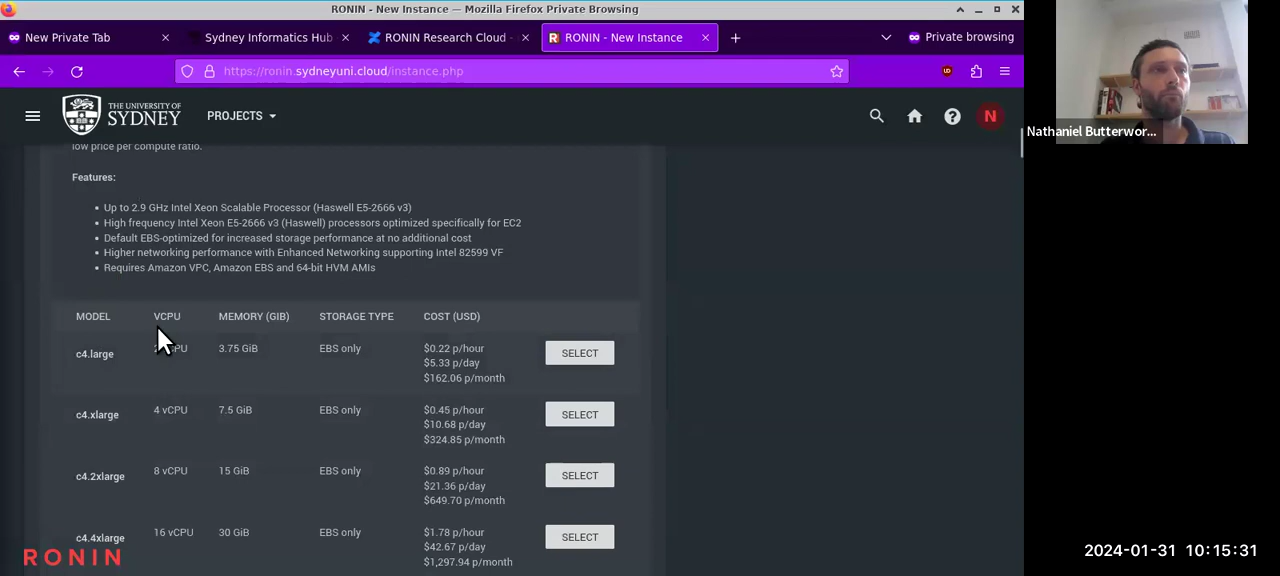 RONIN - New Instance — Mozilla Firefox Private Browsing
New Private Tab
Sydney Informatics Hub
RONIN Research Cloud -
RONIN - New Instance
Private browsing
https://ronin.sydneyuni.cloud/instance.php
THE UNIVERSITY OF
SYDNEY
PROJECTS
N
low price per compute ratio.
Features:
Up to 2.9 GHz Intel Xeon Scalable Processor (Haswell E5-2666 v3)
High frequency Intel Xeon E5-2666 v3 (Haswell) processors optimized specifically for EC2
Default EBS-optimized for increased storage performance at no additional cost
Higher networking performance with Enhanced Networking supporting Intel 82599 VF
Requires Amazon VPC, Amazon EBS and 64-bit HVM AMIs
MODEL VCPU MEMORY (GIB) STORAGE TYPE COST (USD)
c4.large 3.75 GiB EBS only $0.22 p/hour SELECT
$5.33 p/day
$162.06 p/month
c4.xlarge 4 vCPU 7.5 GiB EBS only $0.45 p/hour SELECT
$10.68 p/day
$324.85 p/month
c4.2xlarge 8 vCPU 15 GiB EBS only $0.89 p/hour SELECT
$21.36 p/day
$649.70 p/month
c4.4xlarge 16 vCPU 30 GiB EBS only $1.78 p/hour SELECT
$42.67 p/day
$1,297.94 p/month
RONIN
Nathaniel Butterwor...
2024-01-31 10:15:31